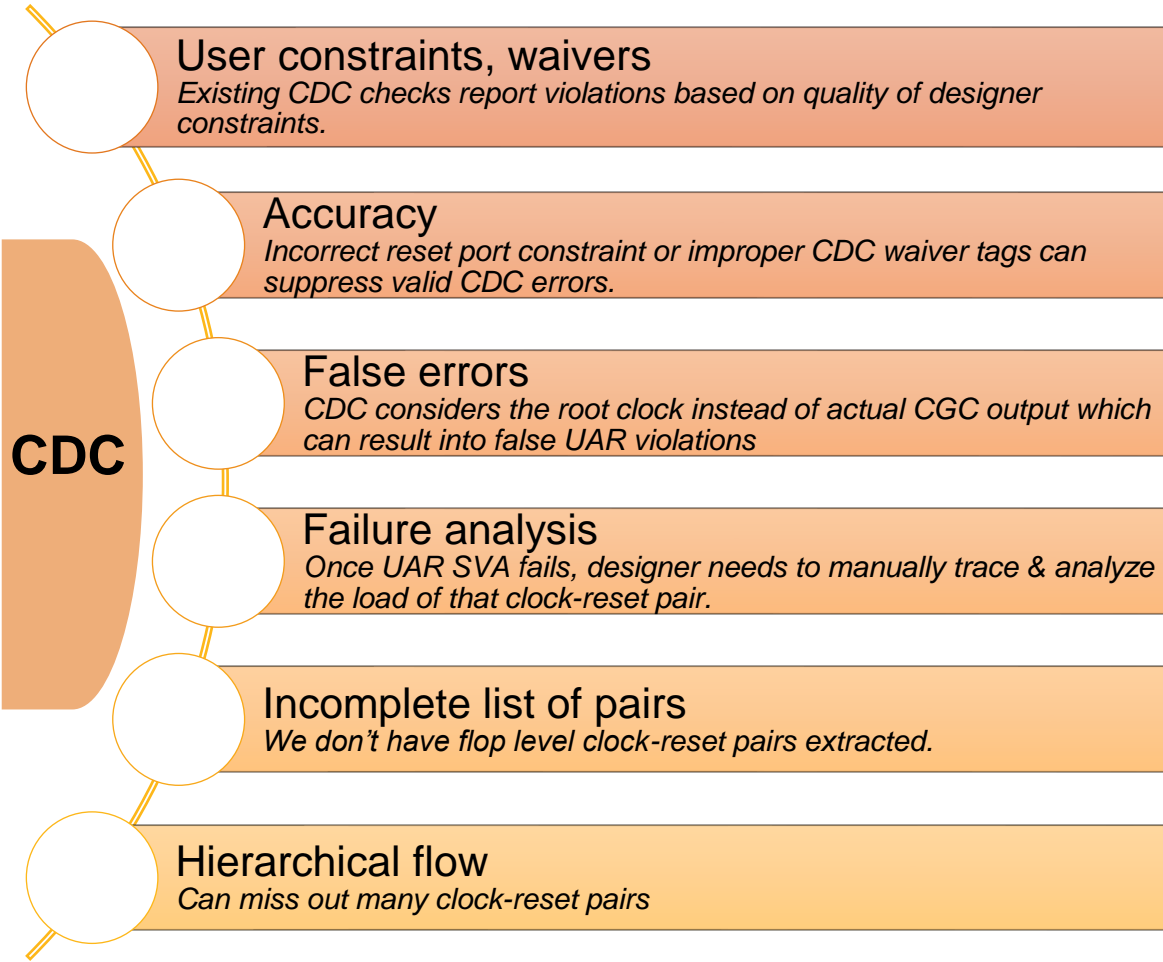 User constraints, waivers
Existing CDC checks report violations based on quality of designer
constraints.
Accuracy
Incorrect reset port constraint or improper CDC waiver tags can
suppress valid CDC errors.
CDC
False errors
CDC considers the root clock instead of actual CGC output which
can result into false UAR violations
Failure analysis
Once UAR SVA fails, designer needs to manually trace & analyze
the load of that clock-reset pair.
Incomplete list of pairs
We don't have flop level clock-reset pairs extracted.
Hierarchical flow
Can miss out many clock-reset pairs